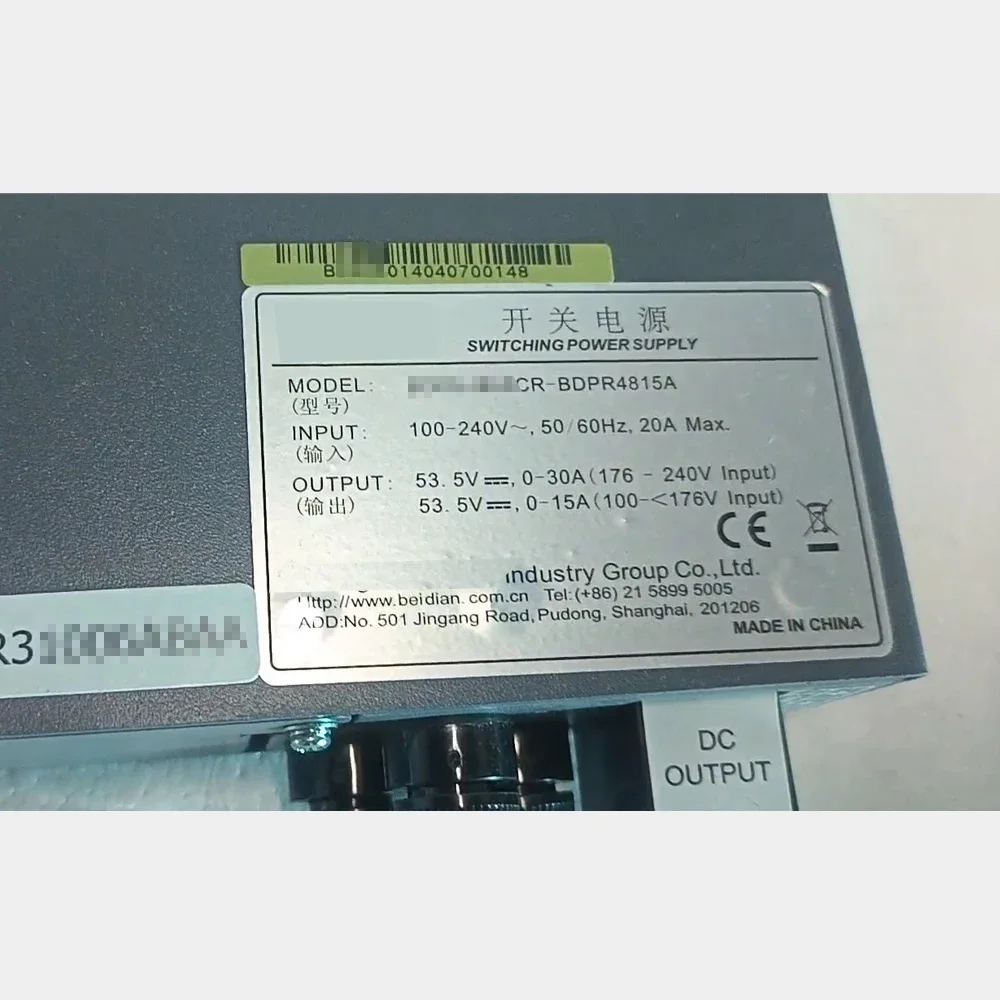 B 014040700148
开关电源
SWITCHING POWER SUPPLY
MODEL: CR-BDPR4815A
(型号)
INPUT: 100-240V～, 50/60Hz, 20A Max.
(输入)
OUTPUT: 53.5V⎓, 0-30A(176 - 240V Input)
(输出) 53.5V⎓, 0-15A(100-<176V Input)
CE
Industry Group Co.,Ltd.
Http://www.beidian.com.cn Tel:(+86) 21 5899 5005
ADD:No. 501 Jingang Road, Pudong, Shanghai, 201206
MADE IN CHINA
R3
DC
OUTPUT